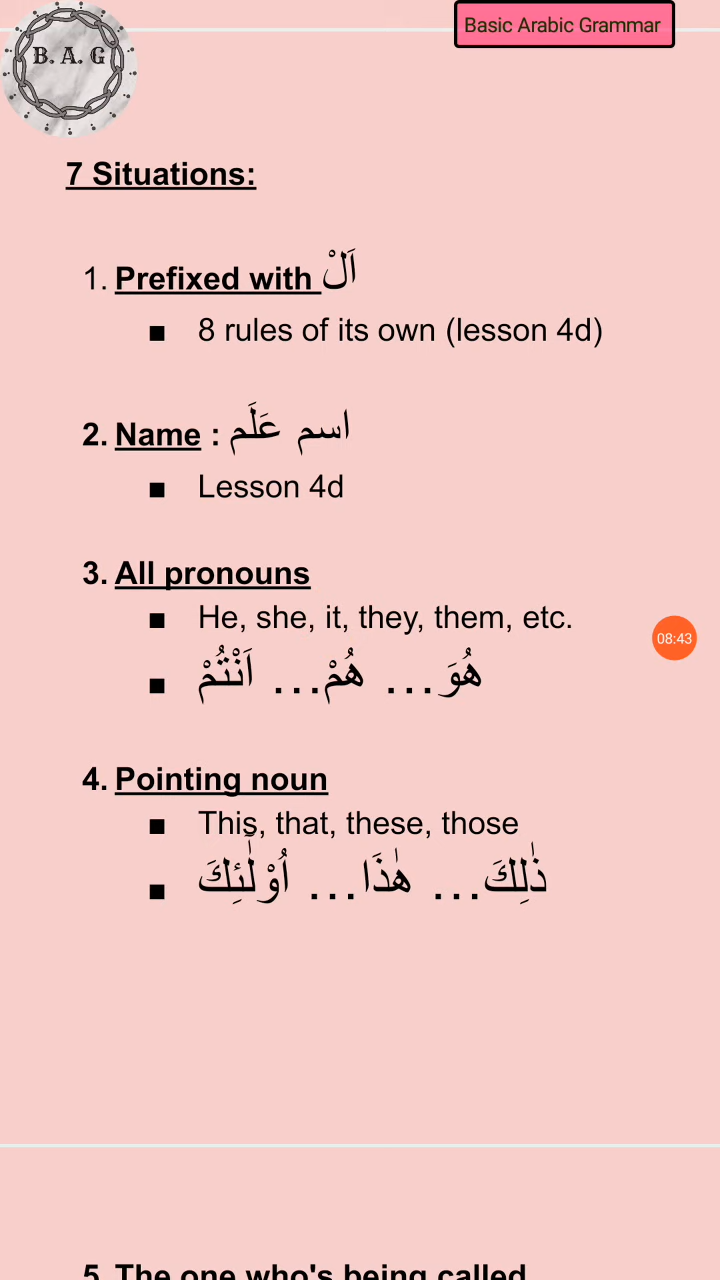 B. A. G
Basic Arabic Grammar
7 Situations:
1. Prefixed with اَلْ
■ 8 rules of its own (lesson 4d)
2. Name : اسم عَلَم
■ Lesson 4d
3. All pronouns
■ He, she, it, they, them, etc.
08:43
■ هُوَ... هُمْ... اَنْتُمْ
4. Pointing noun
■ This, that, these, those
■ ذٰلِكَ... هٰذَا... اُوْلٰٓئِكَ
5. The one who's being called